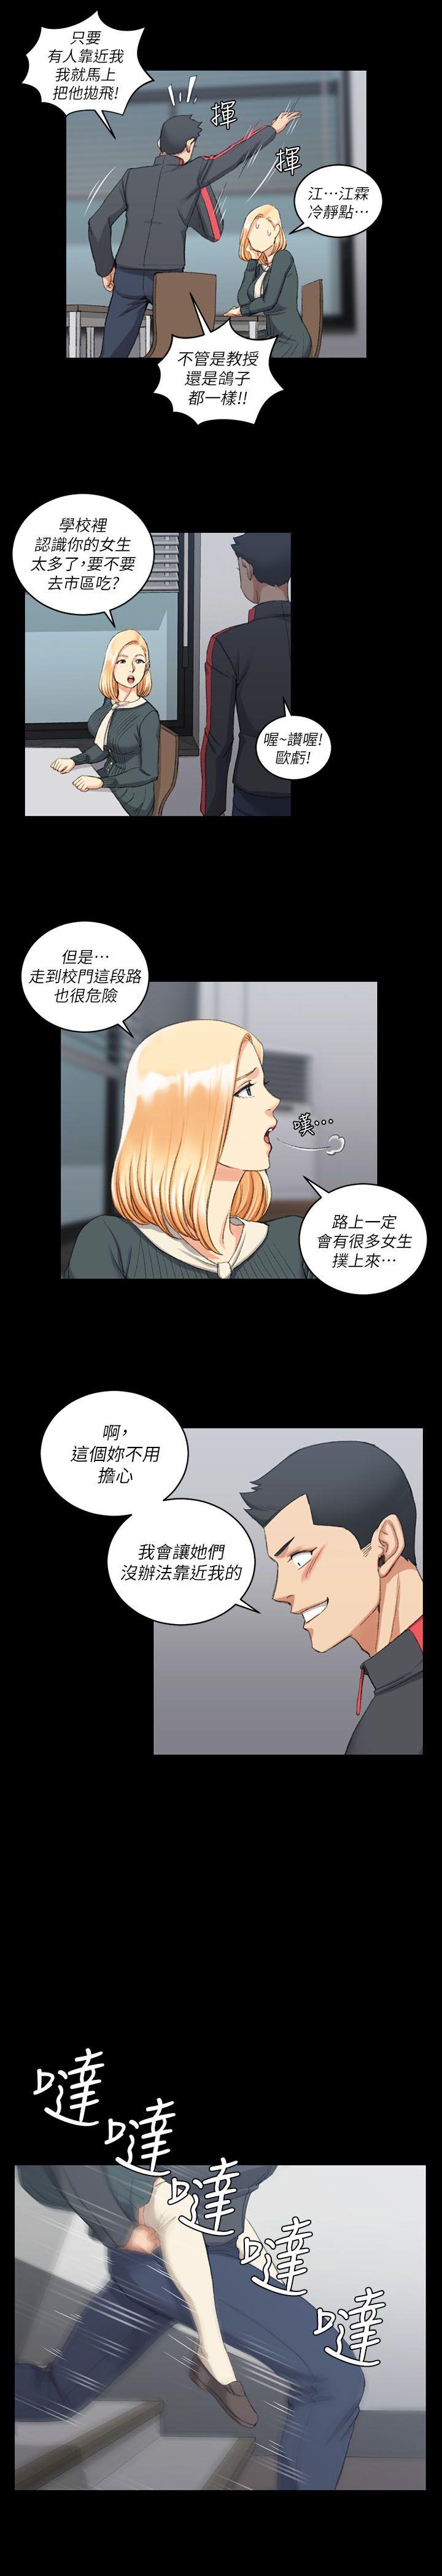 只要
有人靠近我
我就馬上
把他拋飛!
揮
揮
江…江霖
冷靜點…
不管是教授
還是鴿子
都一樣!!
學校裡
認識你的女生
太多了,要不要
去市區吃?
喔~讚喔!
歐虧!
但是…
走到校門這段路
也很危險
嘆…
路上一定
會有很多女生
撲上來…
啊,
這個妳不用
擔心
我會讓她們
沒辦法靠近我的
噠
噠
噠
噠
噠